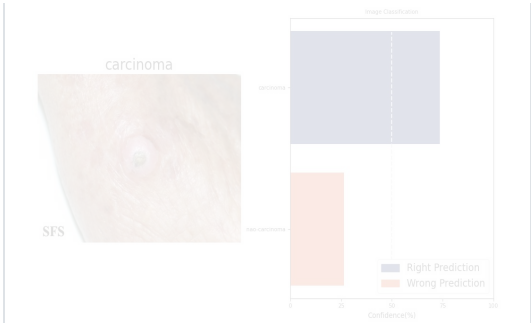 Image Classification
carcinoma
carcinoma
non-carcinoma
SFS
Right Prediction
Wrong Prediction
0 25 50 75 100
Confidence(%)